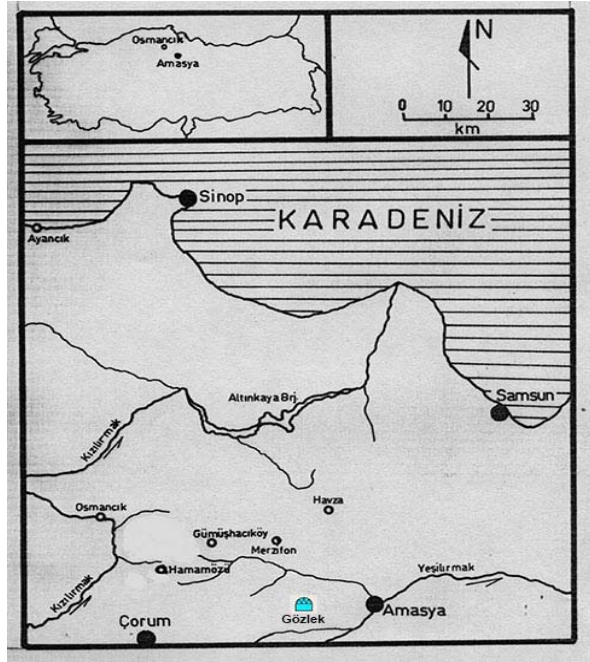 Osmancık
Amasya
N
0 10 20 30
km
Sinop
KARADENİZ
Ayancık
Altınkaya Brj.
Samsun
Kızılırmak
Havza
Osmancık
Gümüşhacıköy
Merzifon
Hamamözü
Yeşilırmak
Kızılırmak
Gözlek
Amasya
Çorum